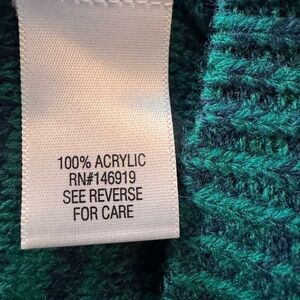 100% ACRYLIC
RN#146919
SEE REVERSE
FOR CARE